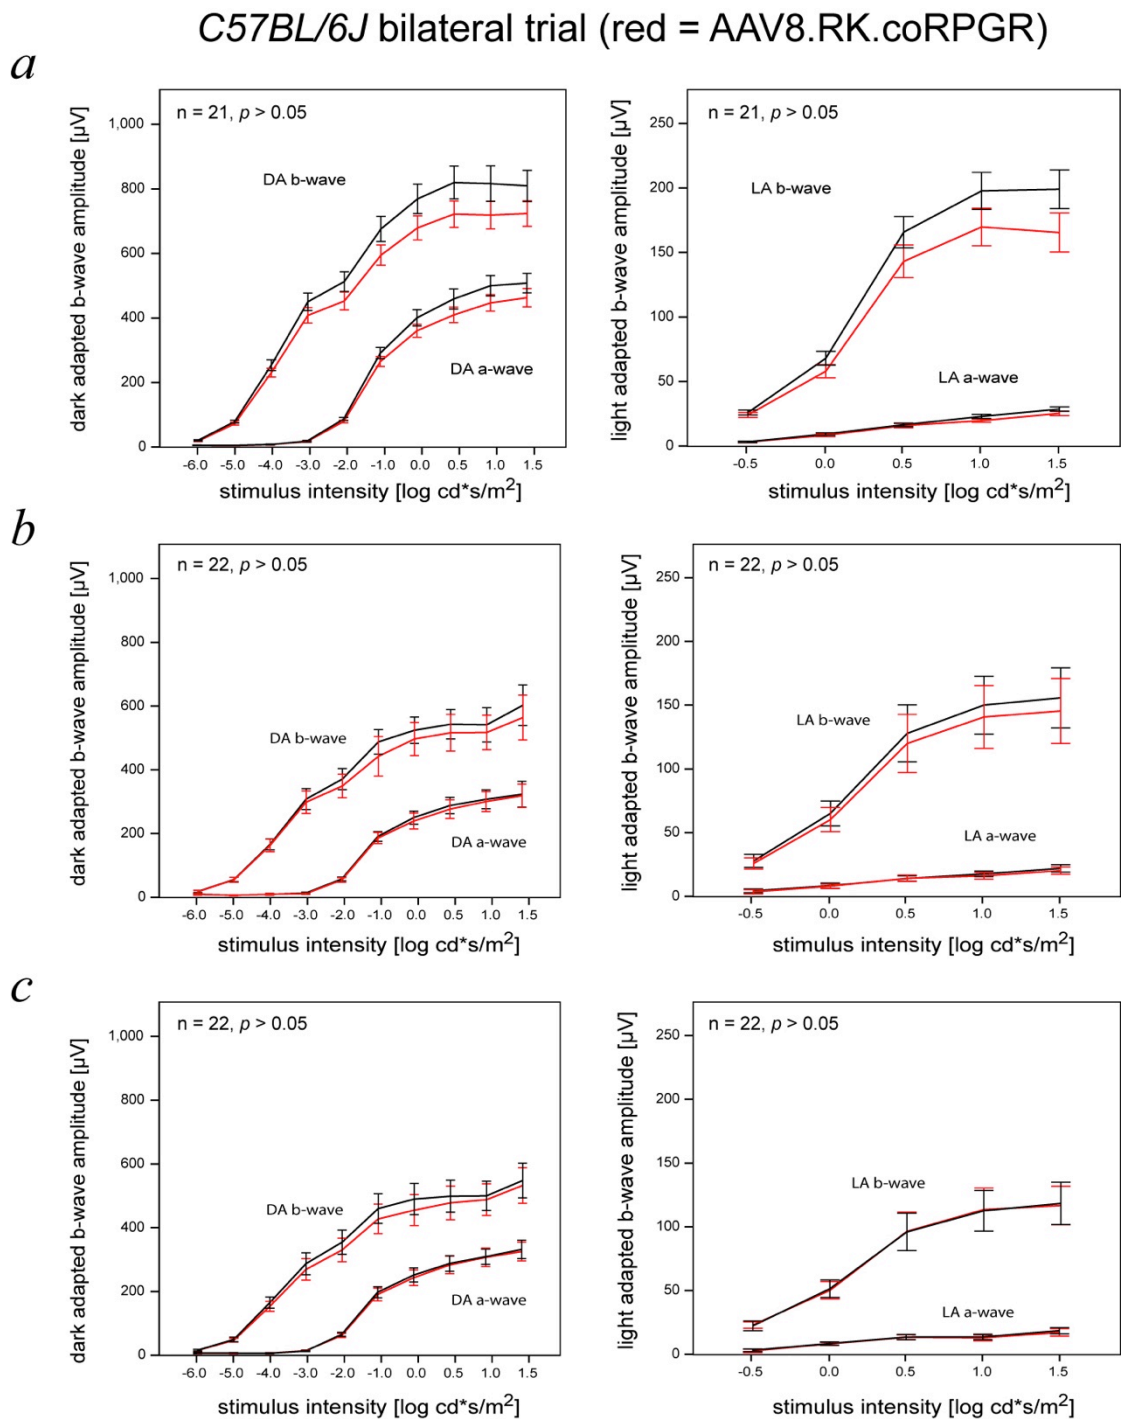 C57BL/6J bilateral trial (red = AAV8.RK.coRPGR)
a
dark adapted b-wave amplitude [µV]
n = 21, p > 0.05
DA b-wave
DA a-wave
1,000
800
600
400
200
0
-6.0 -5.0 -4.0 -3.0 -2.0 -1.0 0.0 0.5 1.0 1.5
stimulus intensity [log cd*s/m²]
light adapted b-wave amplitude [µV]
n = 21, p > 0.05
LA b-wave
LA a-wave
250
200
150
100
50
0
-0.5 0.0 0.5 1.0 1.5
stimulus intensity [log cd*s/m²]
b
dark adapted b-wave amplitude [µV]
n = 22, p > 0.05
DA b-wave
DA a-wave
1,000
800
600
400
200
0
-6.0 -5.0 -4.0 -3.0 -2.0 -1.0 0.0 0.5 1.0 1.5
stimulus intensity [log cd*s/m²]
light adapted b-wave amplitude [µV]
n = 22, p > 0.05
LA b-wave
LA a-wave
250
200
150
100
50
0
-0.5 0.0 0.5 1.0 1.5
stimulus intensity [log cd*s/m²]
c
dark adapted b-wave amplitude [µV]
n = 22, p > 0.05
DA b-wave
DA a-wave
1,000
800
600
400
200
0
-6.0 -5.0 -4.0 -3.0 -2.0 -1.0 0.0 0.5 1.0 1.5
stimulus intensity [log cd*s/m²]
light adapted b-wave amplitude [µV]
n = 22, p > 0.05
LA b-wave
LA a-wave
250
200
150
100
50
0
-0.5 0.0 0.5 1.0 1.5
stimulus intensity [log cd*s/m²]